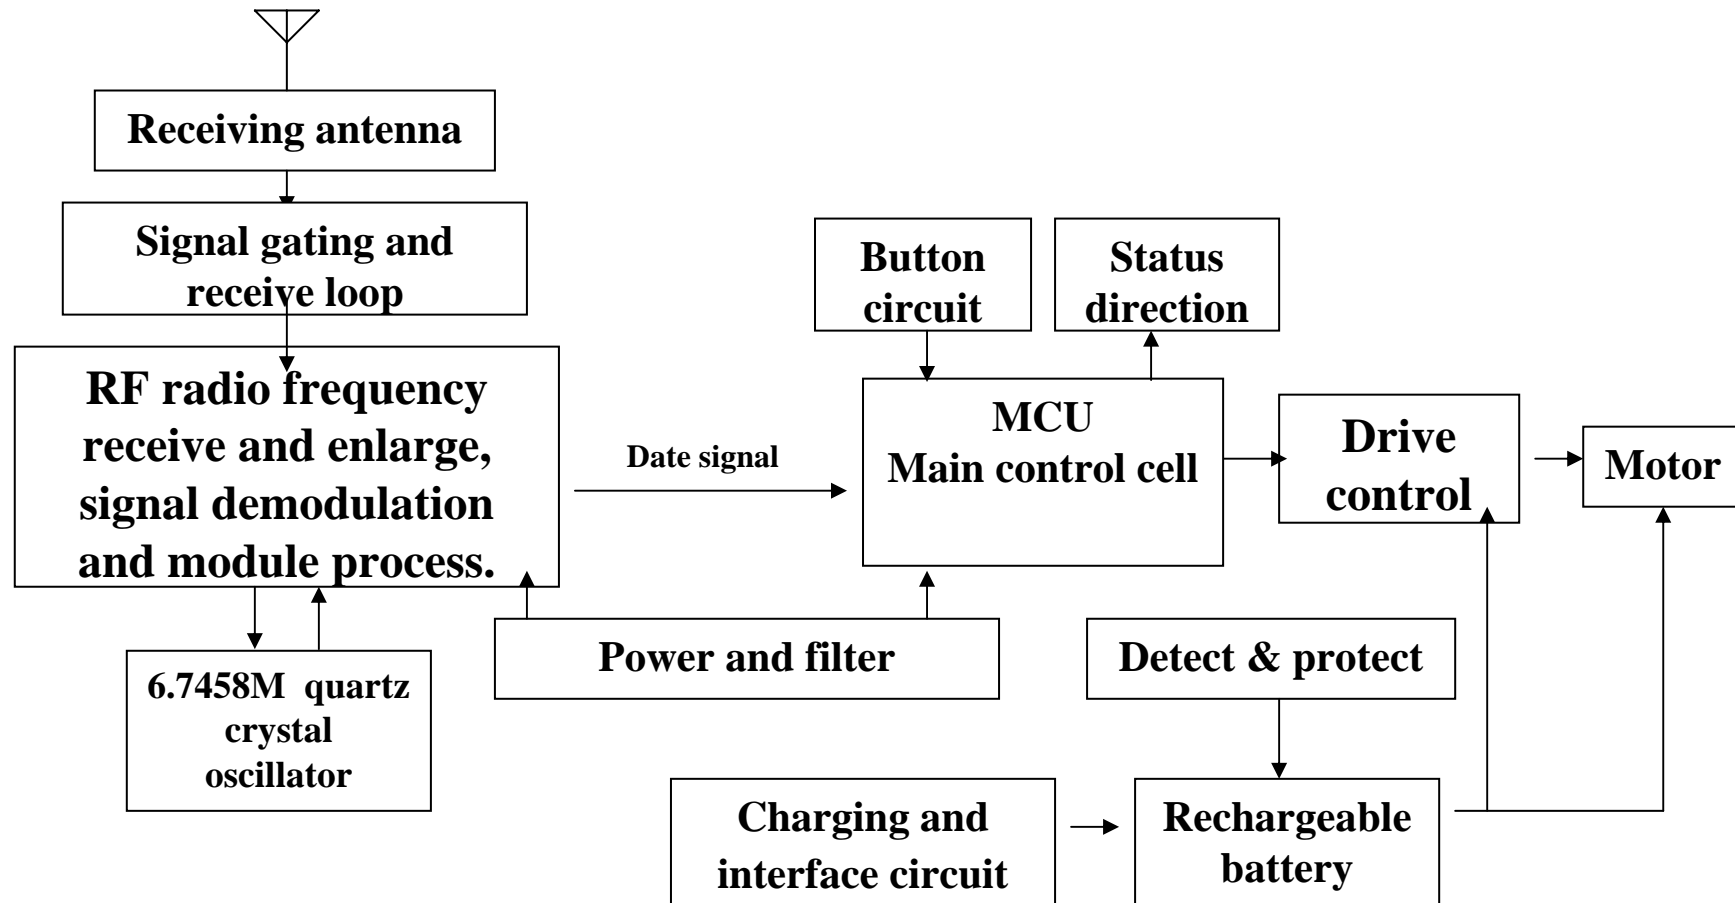 Receiving antenna
Signal gating and
receive loop
Button
circuit
Status
direction
RF radio frequency
receive and enlarge,
signal demodulation
and module process.
Date signal
MCU
Main control cell
Drive
control
Motor
Power and filter
Detect & protect
6.7458M quartz
crystal
oscillator
Charging and
interface circuit
Rechargeable
battery